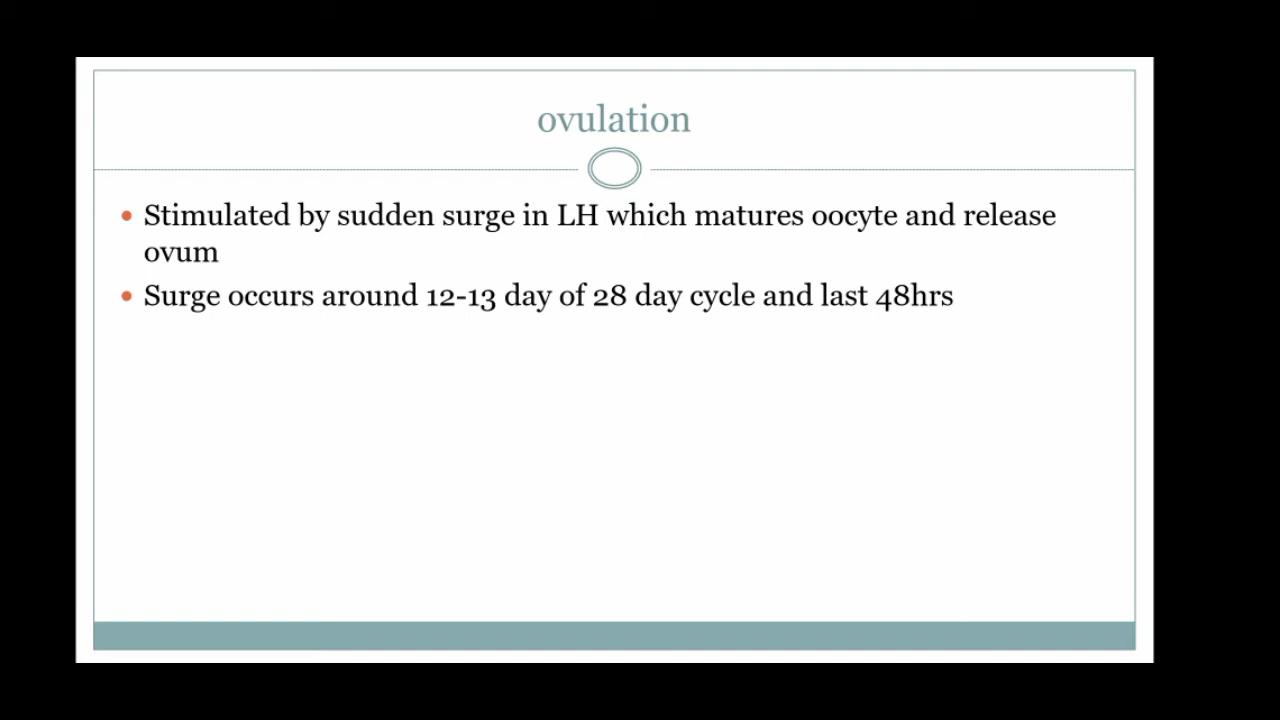 ovulation
Stimulated by sudden surge in LH which matures oocyte and release
ovum
Surge occurs around 12-13 day of 28 day cycle and last 48hrs